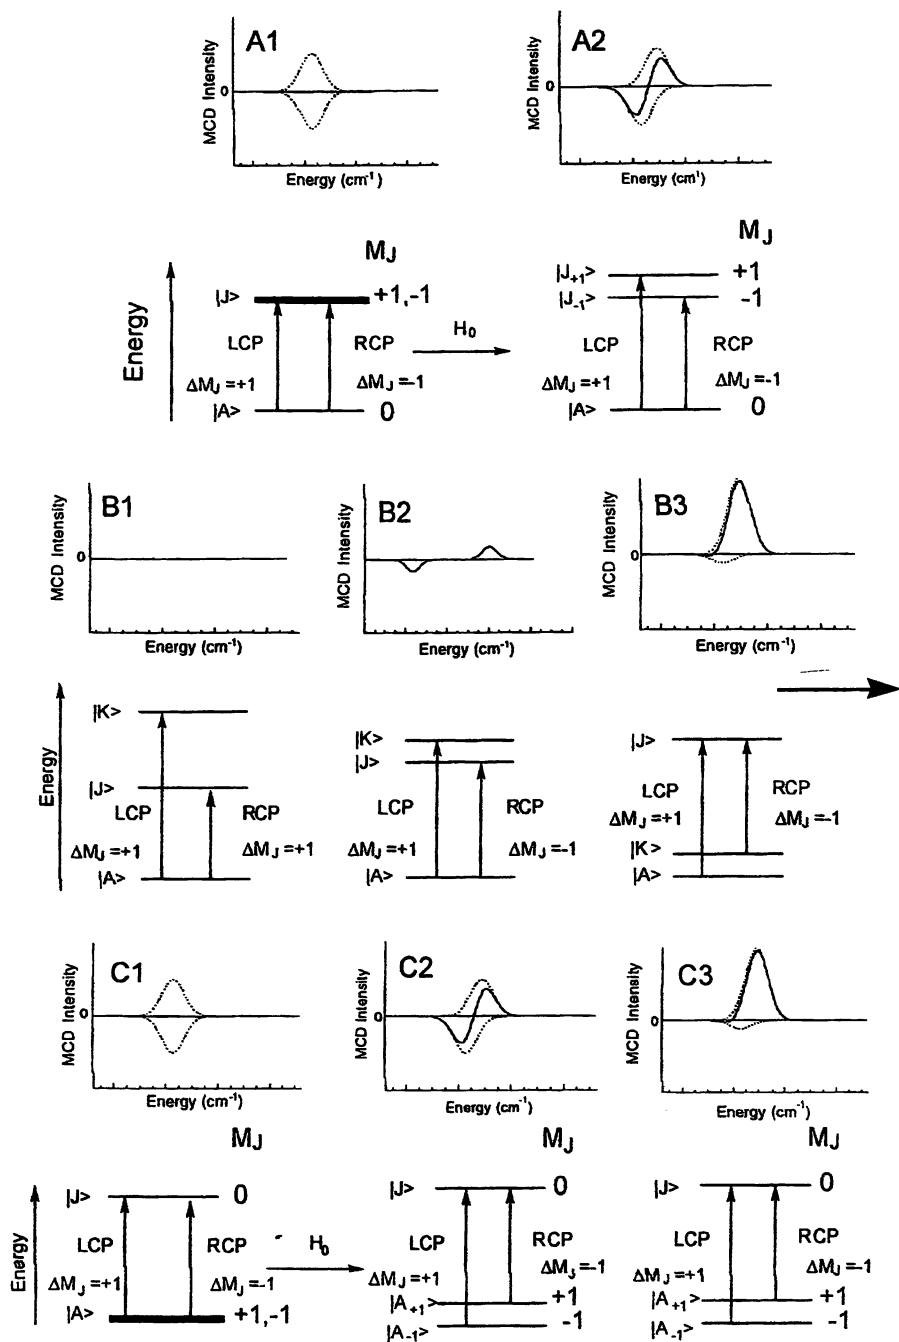 A1
MCD Intensity
0
Energy (cm-1)
A2
MCD Intensity
0
Energy (cm1)
Energy
MJ
|J>
+1,-1
LCP
RCP
ΔMJ=+1
ΔMJ=-1
|A>
0
H0
MJ
|J+1>
+1
|J-1>
-1
LCP
RCP
ΔMJ=+1
ΔMJ=-1
|A>
0
B1
MCD Intensity
0
Energy (cm-1)
B2
MCD Intensity
0
Energy (cm-1)
B3
MCD Intensity
0
Energy (cm-1)
Energy
|K>
|J>
LCP
RCP
ΔMJ=+1
ΔMJ=+1
|A>
|K>
|J>
LCP
RCP
ΔMJ=+1
ΔMJ=-1
|A>
|J>
LCP
RCP
ΔMJ=+1
ΔMJ=-1
|K>
|A>
C1
MCD Intensity
0
Energy (cm-1)
C2
MCD Intensity
0
Energy (cm-1)
C3
MCD Intensity
0
Energy (cm-1)
Energy
MJ
|J>
0
LCP
RCP
ΔMJ=+1
ΔMJ=-1
|A>
+1,-1
H0
MJ
|J>
0
LCP
RCP
ΔMJ=+1
ΔMJ=-1
|A+1>
+1
|A-1>
-1
MJ
|J>
0
LCP
RCP
ΔMJ=+1
ΔMJ=-1
|A+1>
+1
|A-1>
-1